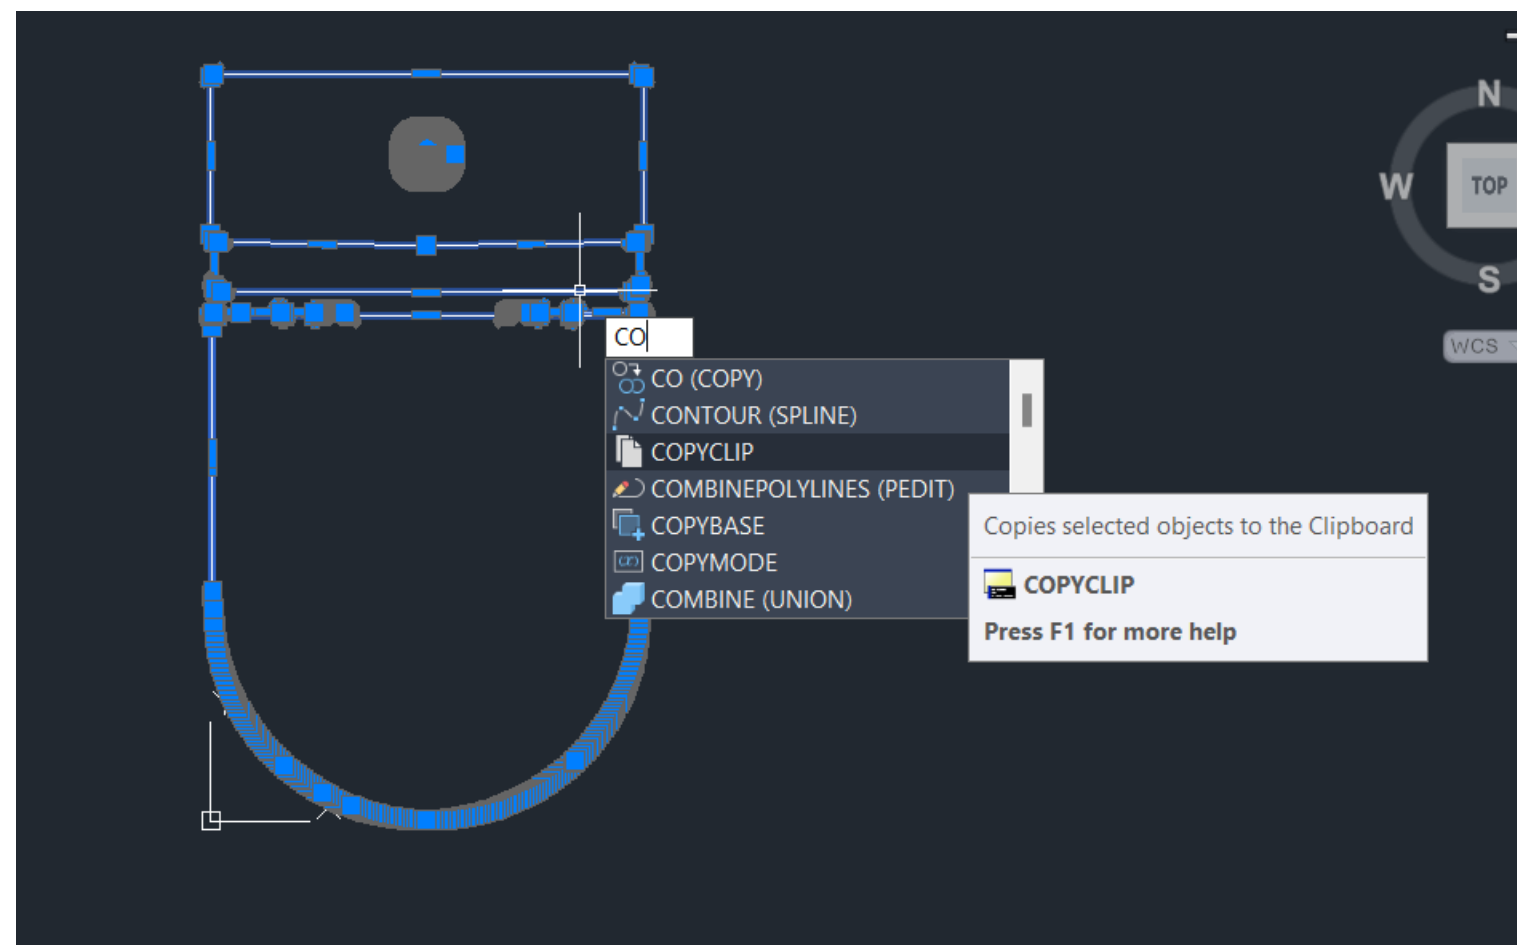 N
W
TOP
S
WCS
CO
CO (COPY)
CONTOUR (SPLINE)
COPYCLIP
COMBINEPOLYLINES (PEDIT)
COPYBASE
COPYMODE
COMBINE (UNION)
Copies selected objects to the Clipboard
COPYCLIP
Press F1 for more help